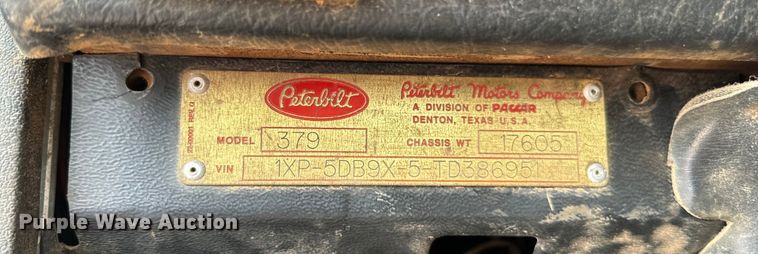 Peterbilt
Peterbilt Motors Company
A DIVISION OF PACCAR
DENTON, TEXAS U.S.A.
MODEL 379 CHASSIS WT 17605
VIN 1XP-5DB9X-5-TD386951
Purple Wave Auction